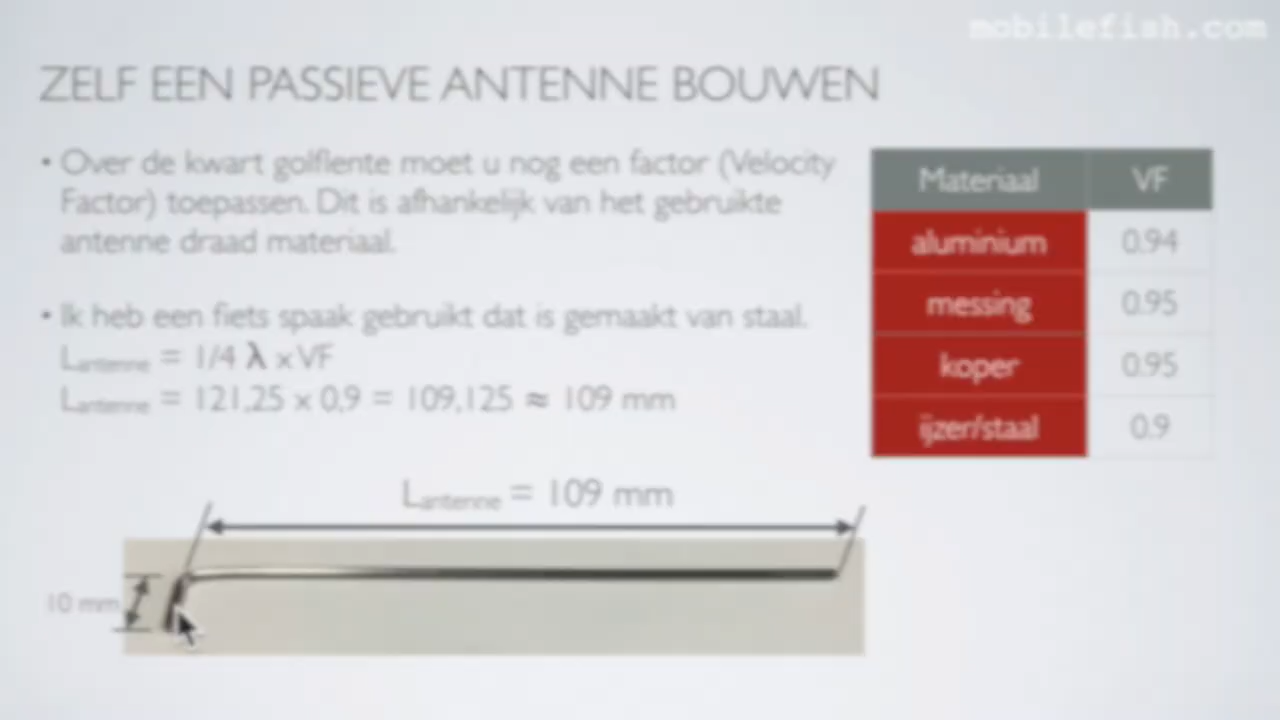 mobilefish.com
ZELF EEN PASSIEVE ANTENNE BOUWEN
• Over de kwart golflente moet u nog een factor (Velocity
Factor) toepassen. Dit is afhankelijk van het gebruikte
antenne draad materiaal.
• Ik heb een fiets spaak gebruikt dat is gemaakt van staal.
Lantenne = 1/4 λ x VF
Lantenne = 121,25 x 0,9 = 109,125 ≈ 109 mm
Materiaal VF
aluminium 0.94
messing 0.95
koper 0.95
ijzer/staal 0.9
Lantenne = 109 mm
10 mm